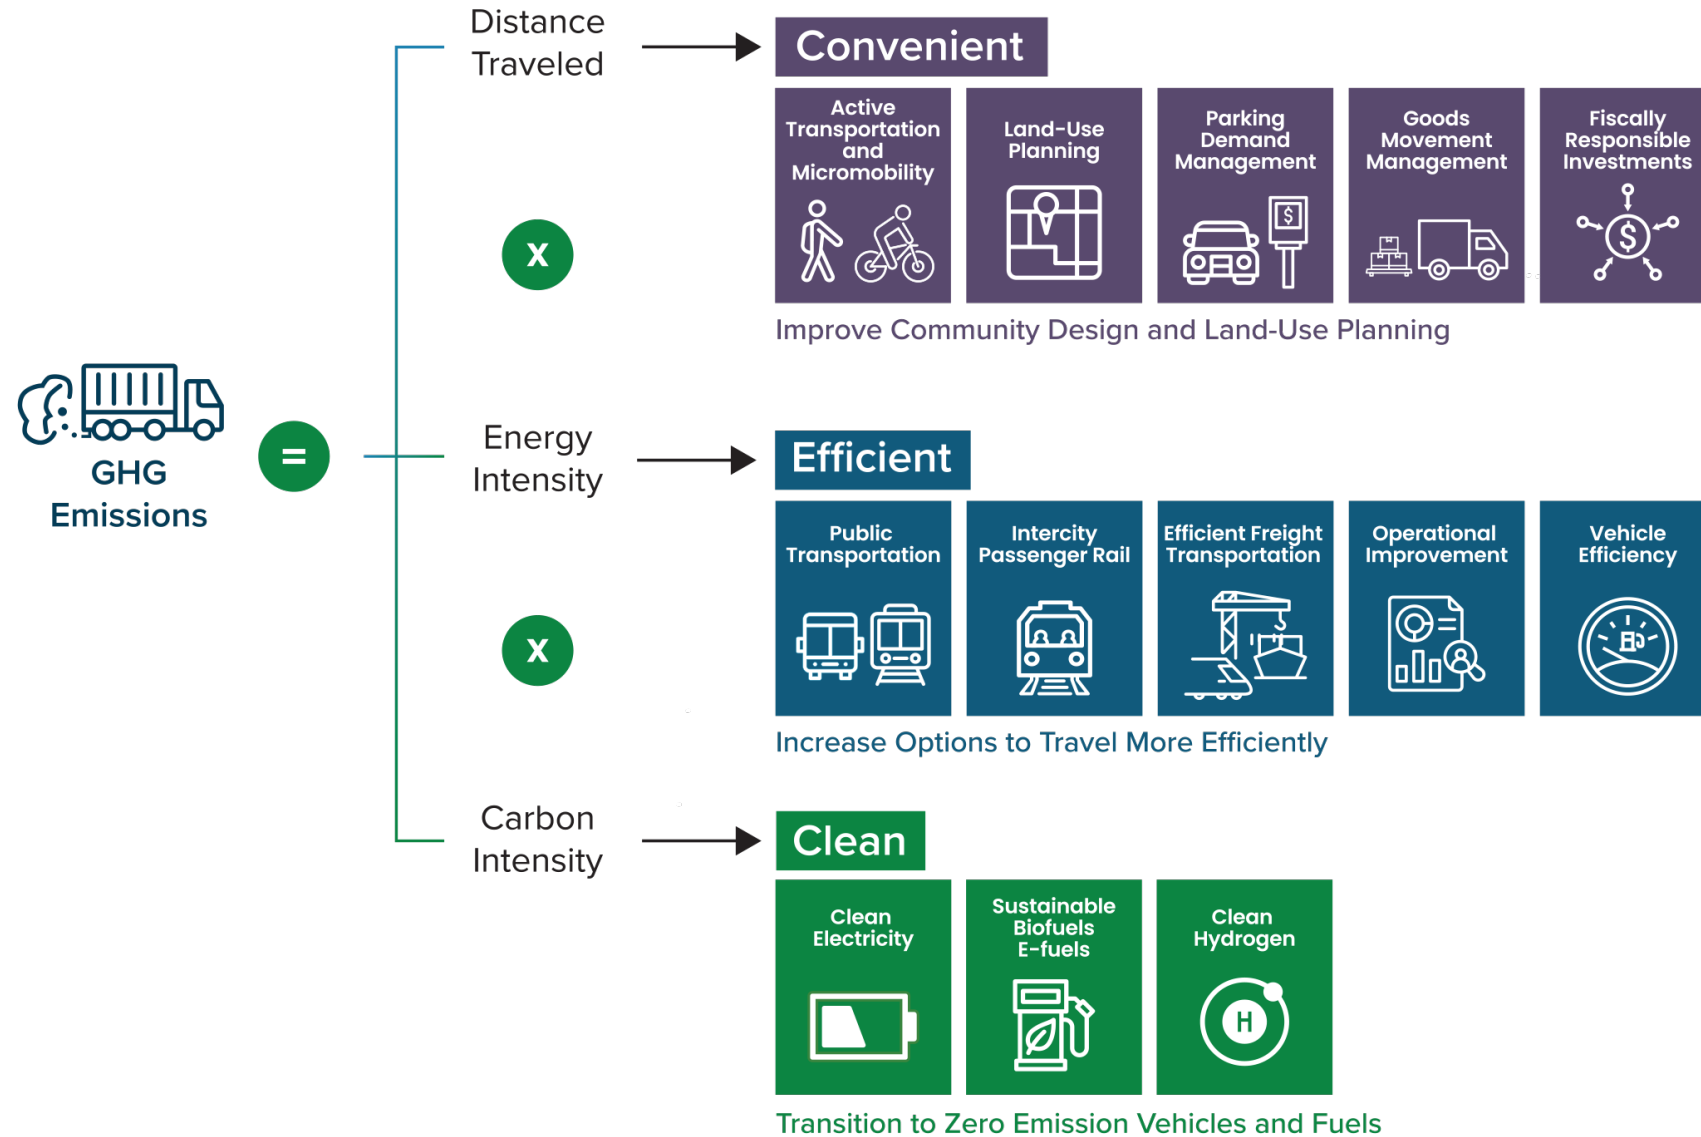 Distance
Traveled
Convenient
Active
Transportation
and
Micromobility
Land-Use
Planning
Parking
Demand
Management
$
Goods
Movement
Management
Fiscally
Responsible
Investments
$
Improve Community Design and Land-Use Planning
x
GHG
Emissions
=
Energy
Intensity
Efficient
Public
Transportation
Intercity
Passenger Rail
Efficient Freight
Transportation
Operational
Improvement
Vehicle
Efficiency
Increase Options to Travel More Efficiently
x
Carbon
Intensity
Clean
Clean
Electricity
Sustainable
Biofuels
E-fuels
Clean
Hydrogen
H
Transition to Zero Emission Vehicles and Fuels